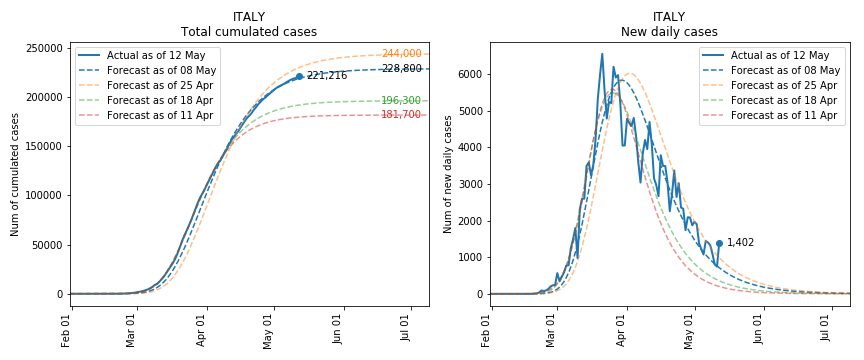 ITALY
Total cumulated cases
Num of cumulated cases
250000
200000
150000
100000
50000
0
Actual as of 12 May
Forecast as of 08 May
Forecast as of 25 Apr
Forecast as of 18 Apr
Forecast as of 11 Apr
244,000
228,800
221,216
196,300
181,700
Feb 01
Mar 01
Apr 01
May 01
Jun 01
Jul 01
ITALY
New daily cases
Num of new daily cases
6000
5000
4000
3000
2000
1000
0
Actual as of 12 May
Forecast as of 08 May
Forecast as of 25 Apr
Forecast as of 18 Apr
Forecast as of 11 Apr
1,402
Feb 01
Mar 01
Apr 01
May 01
Jun 01
Jul 01